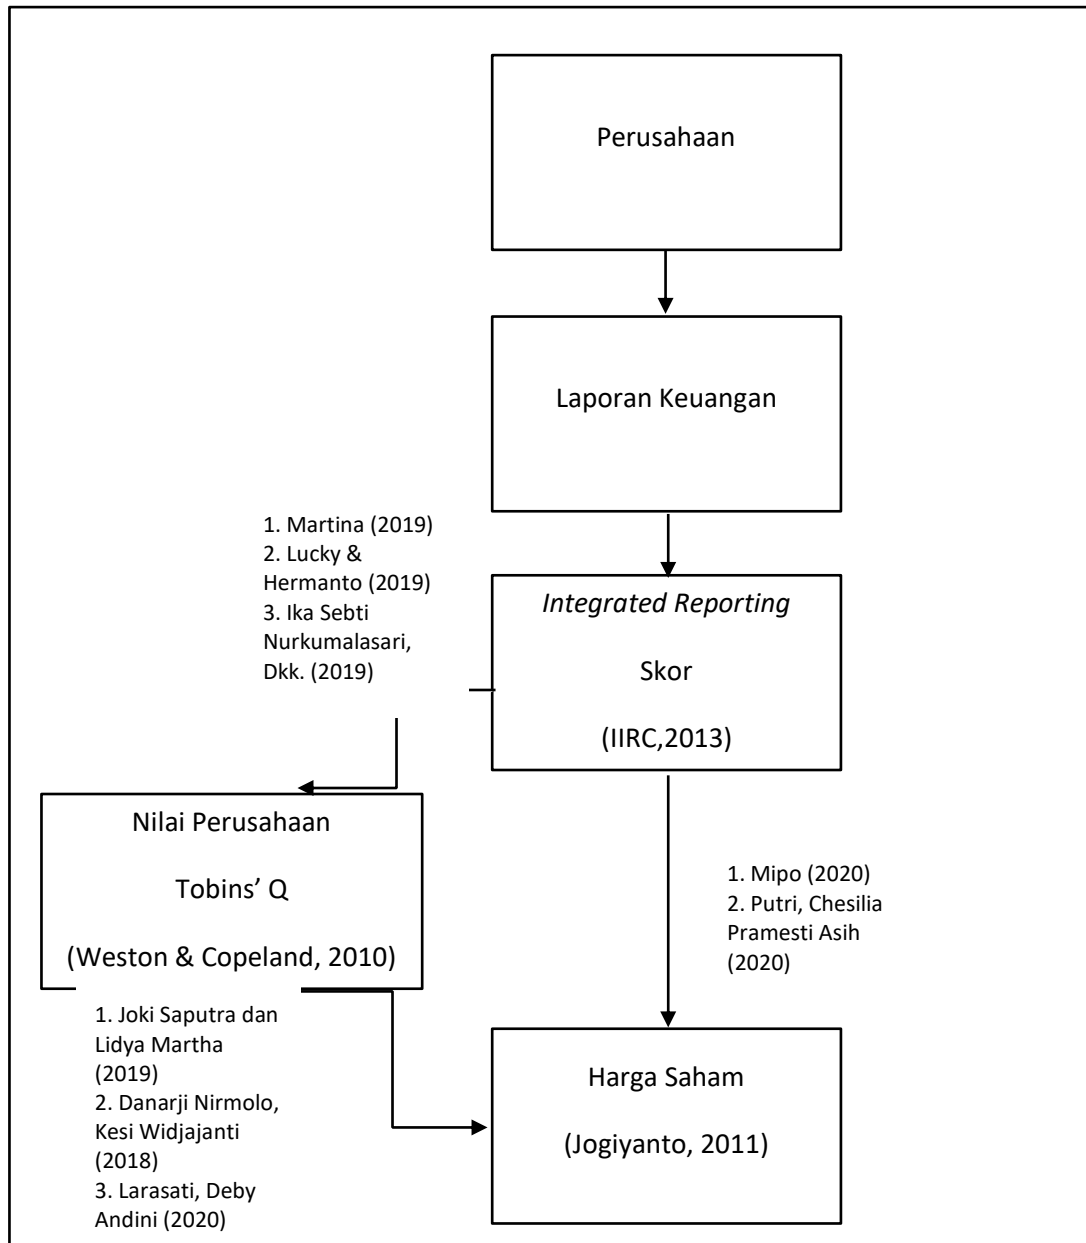 Perusahaan
Laporan Keuangan
1. Martina (2019)
2. Lucky &
Hermanto (2019)
3. Ika Sebti
Nurkumalasari,
Dkk. (2019)
Integrated Reporting
Skor
(IIRC,2013)
Nilai Perusahaan
Tobins’ Q
(Weston & Copeland, 2010)
1. Mipo (2020)
2. Putri, Chesilia
Pramesti Asih
(2020)
1. Joki Saputra dan
Lidya Martha
(2019)
2. Danarji Nirmolo,
Kesi Widjajanti
(2018)
3. Larasati, Deby
Andini (2020)
Harga Saham
(Jogiyanto, 2011)